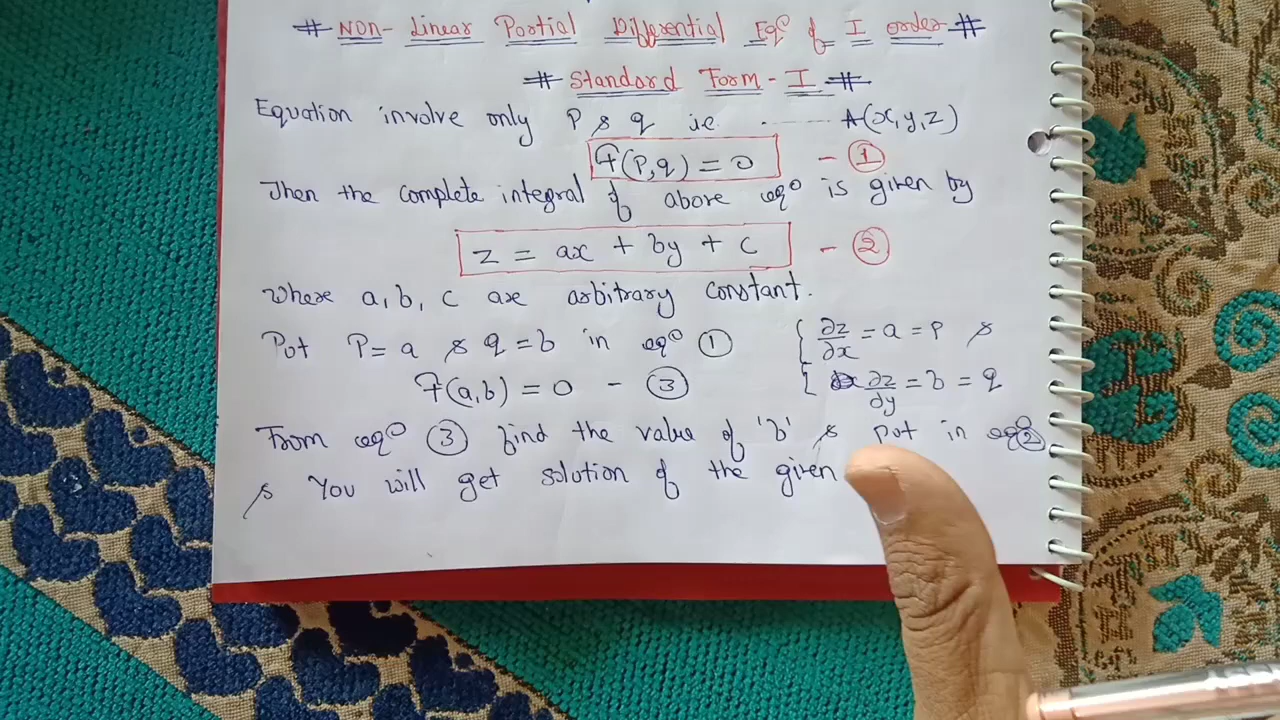 # NON- Linear Partial Differential Eqn of I order #
# Standard Form - I #
Equation involve only P & q i.e. ........ (x, y, z)
f(P, q) = 0 - ①
Then the complete integral of above eqn is given by
z = ax + by + c - ②
Where a, b, c are arbitrary constant.
Put P = a & q = b in eqn ① { ∂z/∂x = a = P &
f(a, b) = 0 - ③ { ∂z/∂y = b = q
From eqn ③ find the value of 'b' & put in eqn ②
& You will get solution of the given